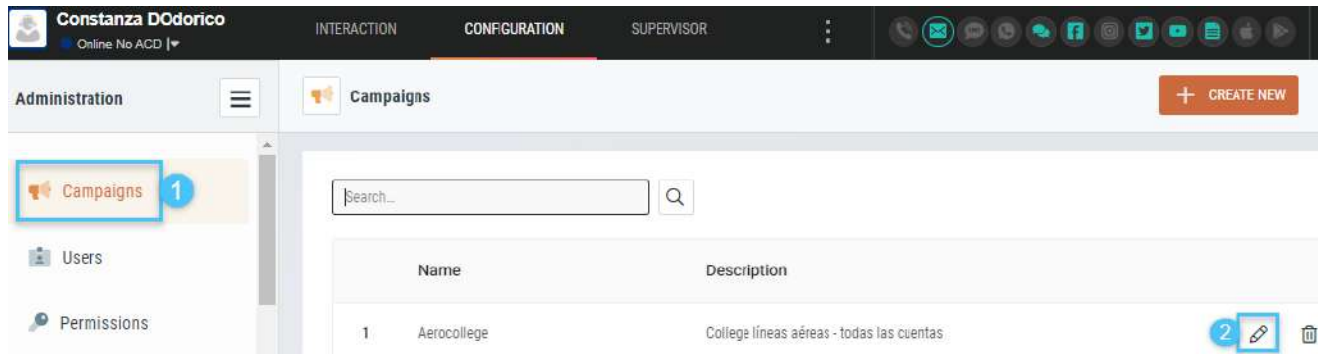 Constanza DOdorico
Online No ACD
INTERACTION
CONFIGURATION
SUPERVISOR
Administration
Campaigns
+ CREATE NEW
Campaigns 1
Search...
Users
Name
Description
Permissions
1
Aerocollege
College líneas aéreas - todas las cuentas
2